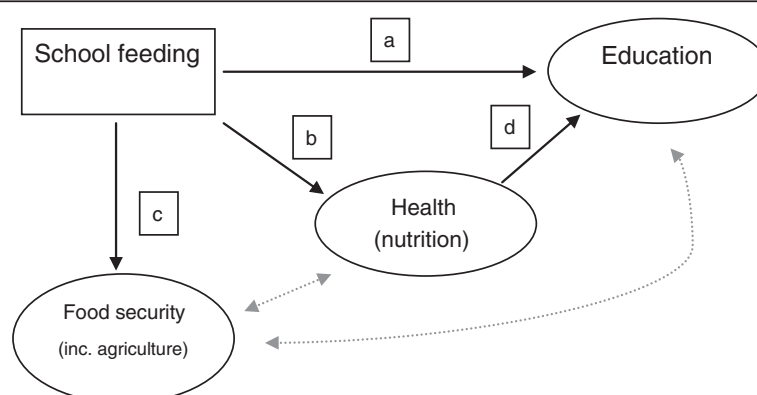 School feeding
a
Education
b
d
c
Health
(nutrition)
Food security
(inc. agriculture)